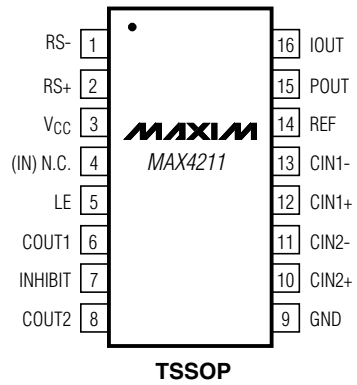 RS- 1 16 IOUT
RS+ 2 15 POUT
VCC 3 MAXIM 14 REF
(IN) N.C. 4 MAX4211 13 CIN1-
LE 5 12 CIN1+
COUT1 6 11 CIN2-
INHIBIT 7 10 CIN2+
COUT2 8 9 GND
TSSOP